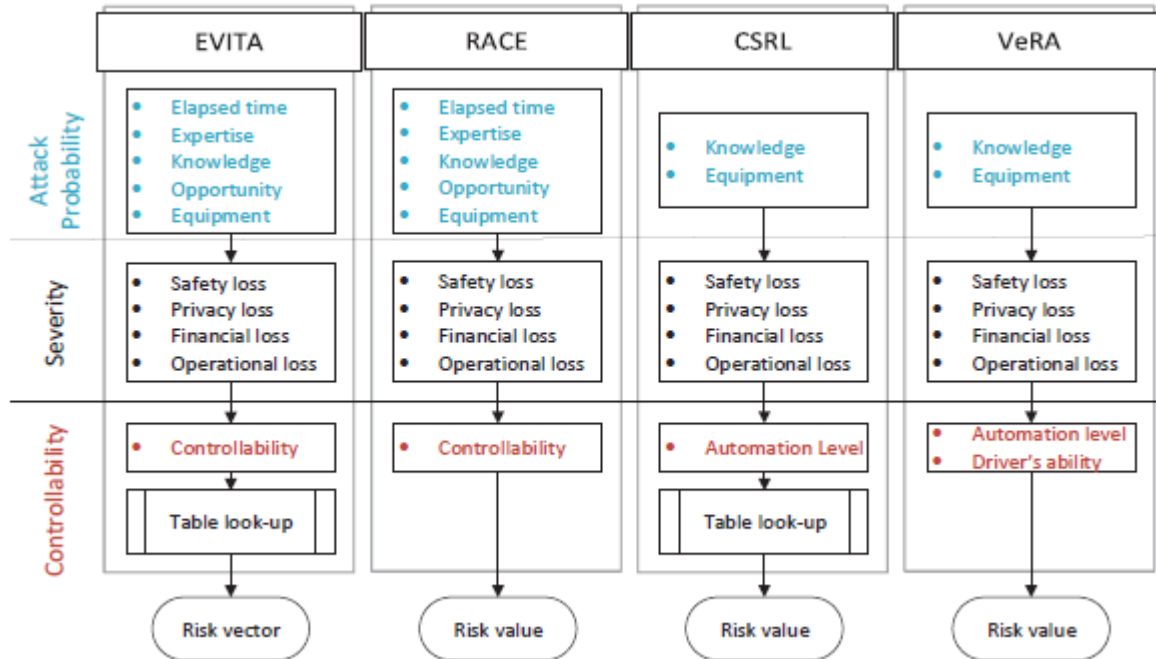 EVITA
RACE
CSRL
VeRA
Attack
Probability
• Elapsed time
• Expertise
• Knowledge
• Opportunity
• Equipment
• Elapsed time
• Expertise
• Knowledge
• Opportunity
• Equipment
• Knowledge
• Equipment
• Knowledge
• Equipment
Severity
• Safety loss
• Privacy loss
• Financial loss
• Operational loss
• Safety loss
• Privacy loss
• Financial loss
• Operational loss
• Safety loss
• Privacy loss
• Financial loss
• Operational loss
• Safety loss
• Privacy loss
• Financial loss
• Operational loss
Controllability
• Controllability
• Controllability
• Automation Level
• Automation level
• Driver's ability
Table look-up
Table look-up
Risk vector
Risk value
Risk value
Risk value